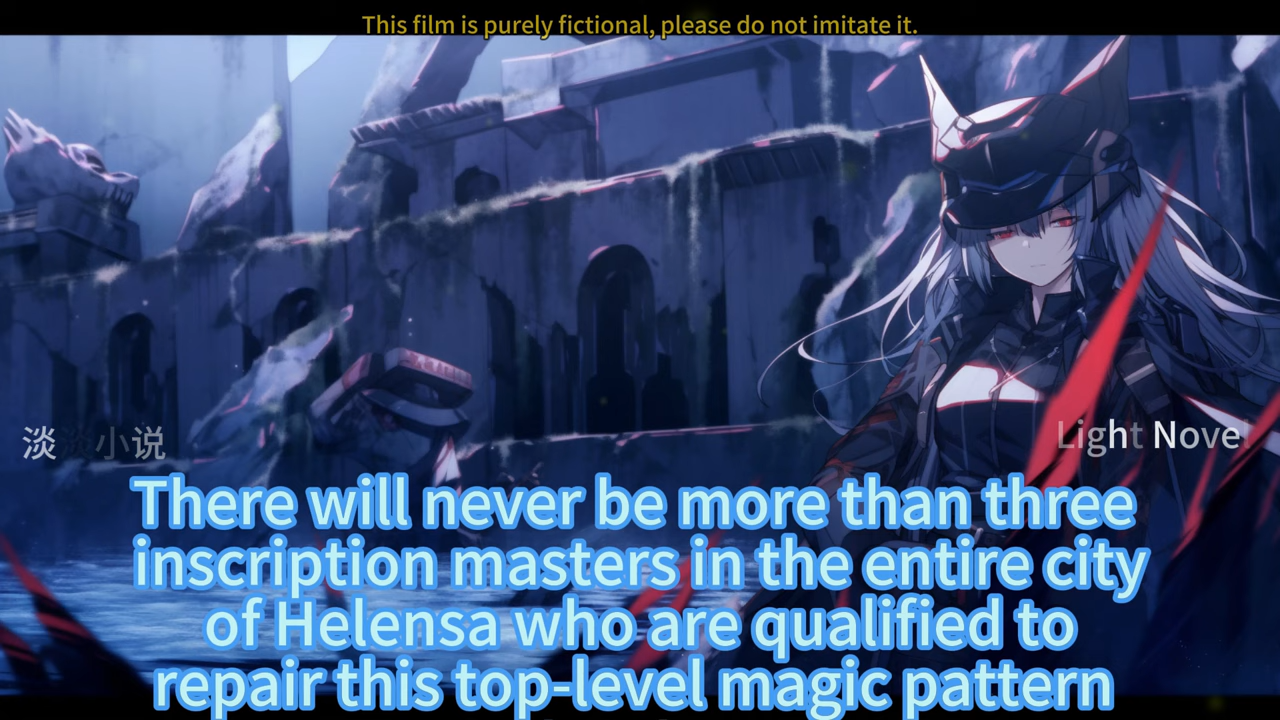 This film is purely fictional, please do not imitate it.
淡淡小说
Light Novel
There will never be more than three
inscription masters in the entire city
of Helensa who are qualified to
repair this top-level magic pattern